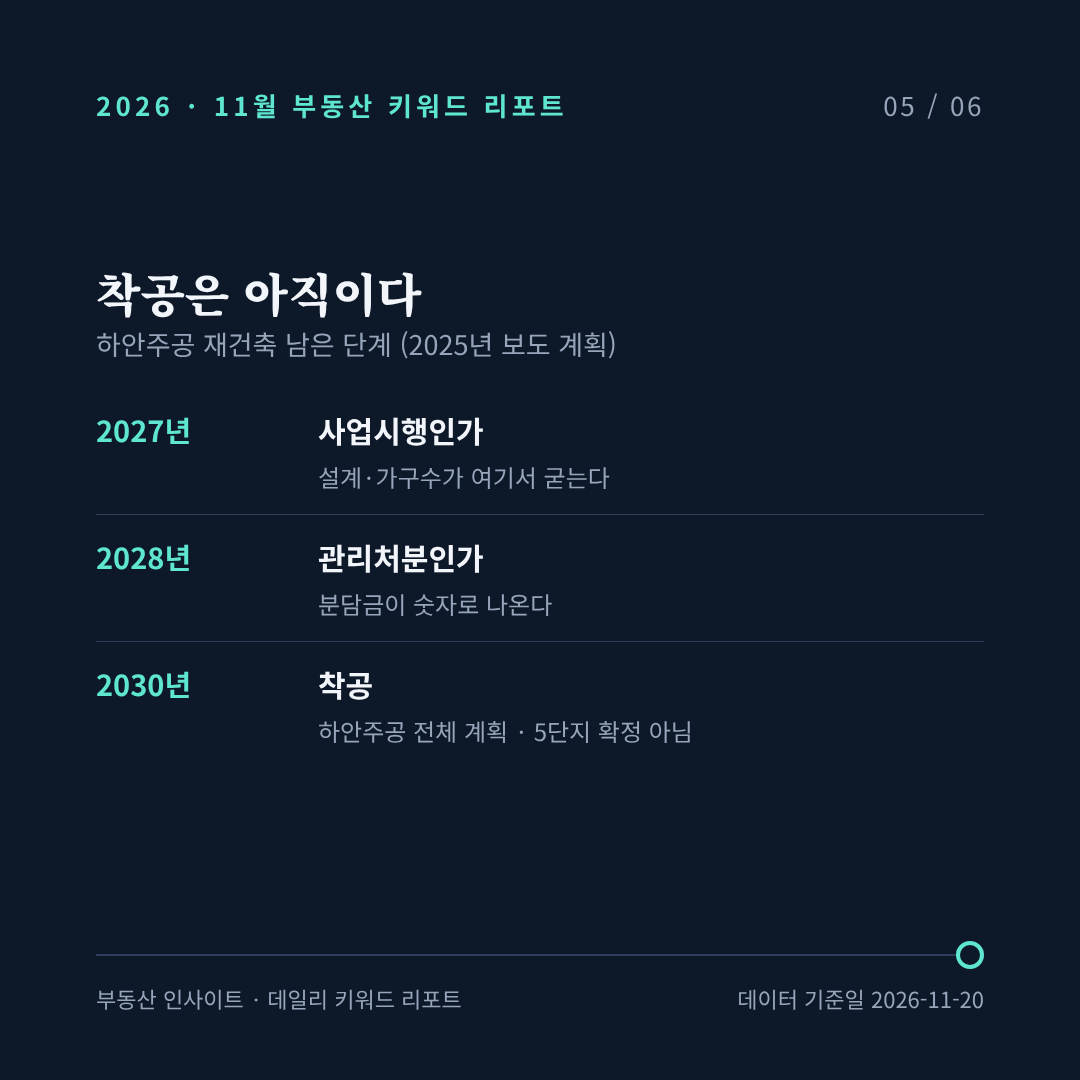 2026 · 11월 부동산 키워드 리포트
05 / 06
착공은 아직이다
하안주공 재건축 남은 단계 (2025년 보도 계획)
2027년
사업시행인가
설계·가구수가 여기서 굳는다
2028년
관리처분인가
분담금이 숫자로 나온다
2030년
착공
하안주공 전체 계획 · 5단지 확정 아님
부동산 인사이트 · 데일리 키워드 리포트
데이터 기준일 2026-11-20